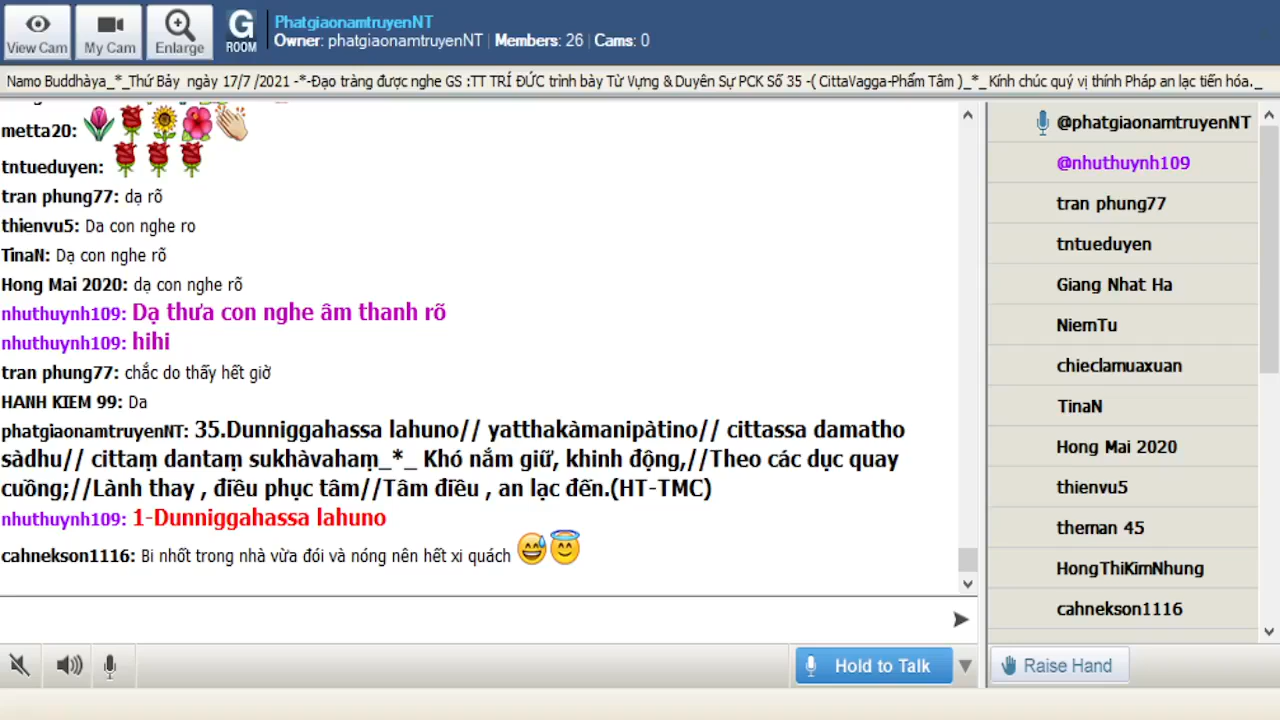 View Cam
My Cam
Enlarge
G
ROOM
PhatgiaonamtruyenNT
Owner: phatgiaonamtruyenNT | Members: 26 | Cams: 0
Namo Buddhàya_*_Thứ Bảy ngày 17/7 /2021 -*-Đạo tràng được nghe GS :TT TRÍ ĐỨC trình bày Từ Vựng & Duyên Sự PCK Số 35 -( CittaVagga-Phẩm Tâm )_*_ Kính chúc quý vị thính Pháp an lạc tiến hóa._
metta20:
tntueduyen:
tran phung77: dạ rõ
thienvu5: Da con nghe ro
TinaN: Dạ con nghe rõ
Hong Mai 2020: dạ con nghe rõ
nhuthuynh109: Dạ thưa con nghe âm thanh rõ
nhuthuynh109: hihi
tran phung77: chắc do thấy hết giờ
HANH KIEM 99: Da
phatgiaonamtruyenNT: 35.Dunniggahassa lahuno// yatthakàmanipàtino// cittassa damatho
sàdhu// cittaṃ dantaṃ sukhàvahaṃ_*_ Khó nắm giữ, khinh động,//Theo các dục quay
cuồng;//Lành thay , điều phục tâm//Tâm điều , an lạc đến.(HT-TMC)
nhuthuynh109: 1-Dunniggahassa lahuno
cahnekson1116: Bi nhốt trong nhà vừa đói và nóng nên hết xi quách
Hold to Talk
@phatgiaonamtruyenNT
@nhuthuynh109
tran phung77
tntueduyen
Giang Nhat Ha
NiemTu
chieclamuaxuan
TinaN
Hong Mai 2020
thienvu5
theman 45
HongThiKimNhung
cahnekson1116
Raise Hand